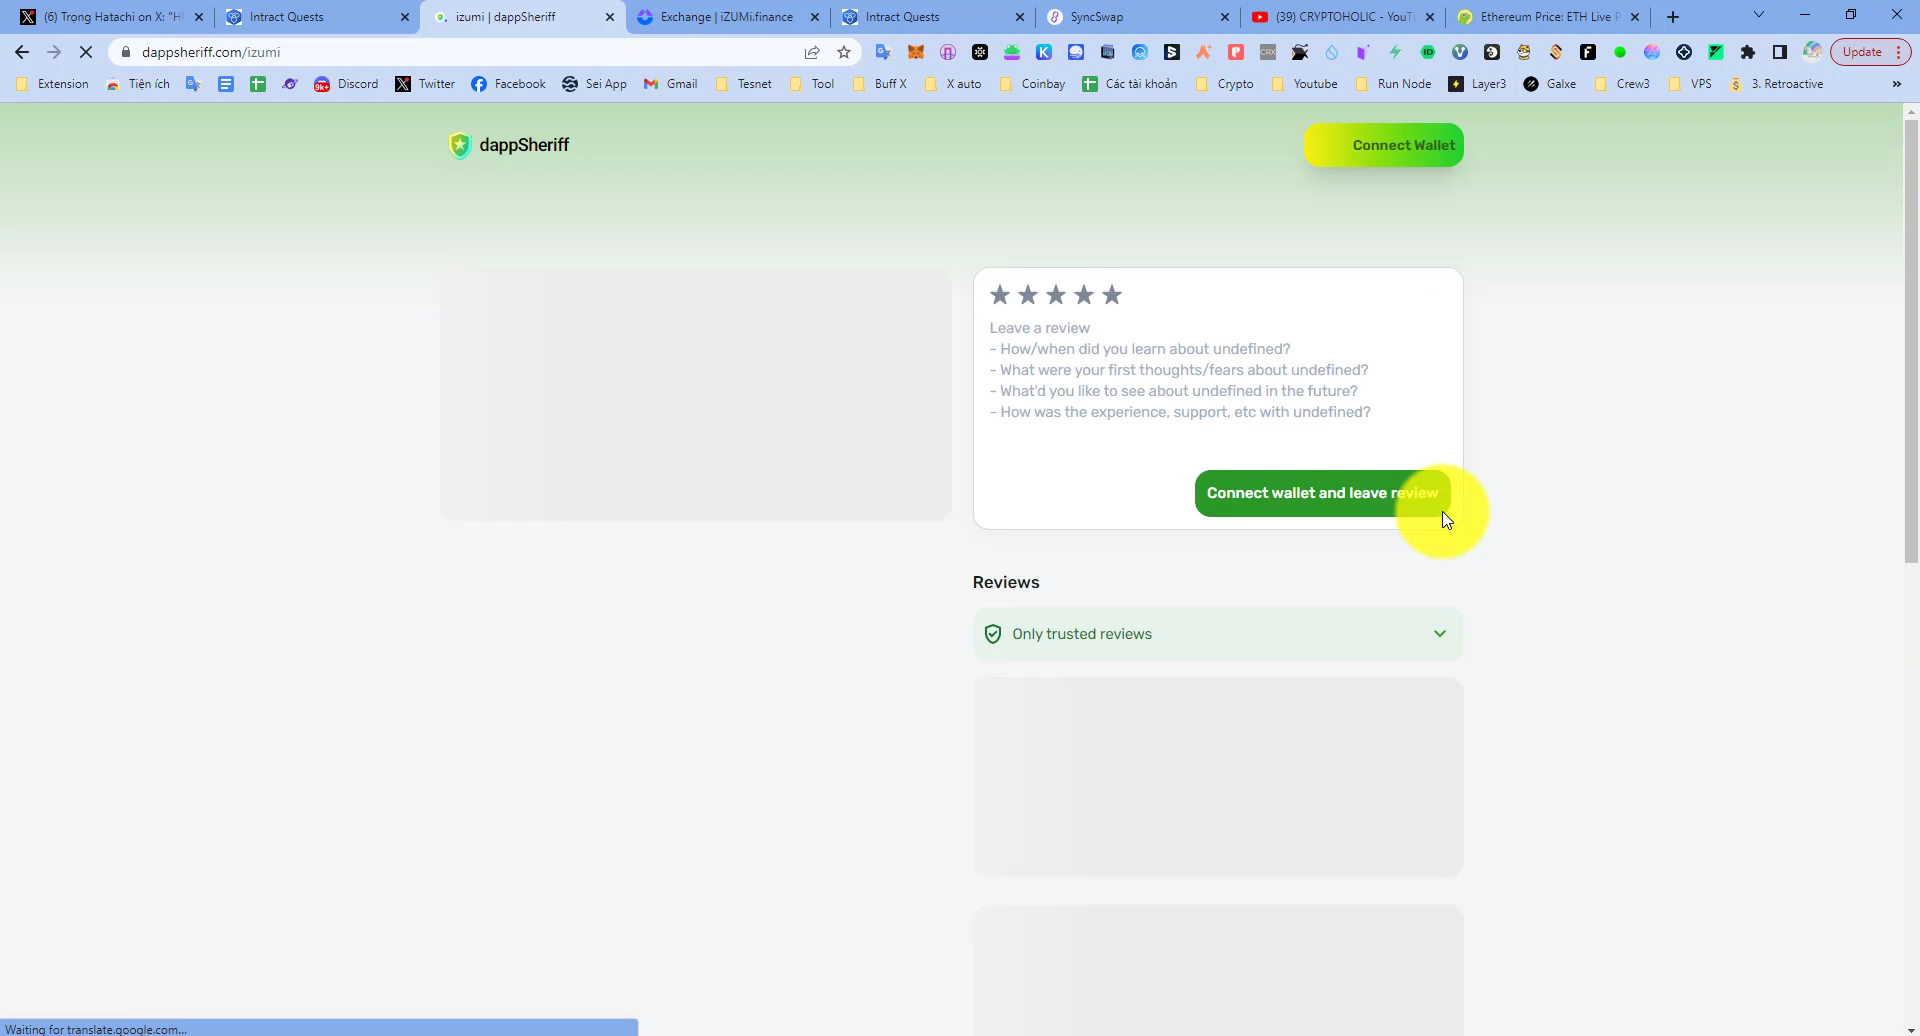 (6) Trọng Hatachi on X: "H
Intract Quests
izumi | dappSheriff
Exchange | iZUMi.finance
Intract Quests
SyncSwap
(39) CRYPTOHOLIC - YouT
Ethereum Price: ETH Live P
dappsheriff.com/izumi
CRX
ID
Update
Extension
Tiện ích
9k+
Discord
Twitter
Facebook
Sei App
Gmail
Tesnet
Tool
Buff X
X auto
Coinbay
Các tài khoản
Crypto
Youtube
Run Node
Layer3
Galxe
Crew3
VPS
3. Retroactive
dappSheriff
Connect Wallet
Leave a review
- How/when did you learn about undefined?
- What were your first thoughts/fears about undefined?
- What'd you like to see about undefined in the future?
- How was the experience, support, etc with undefined?
Connect wallet and leave review
Reviews
Only trusted reviews
Waiting for translate.google.com...